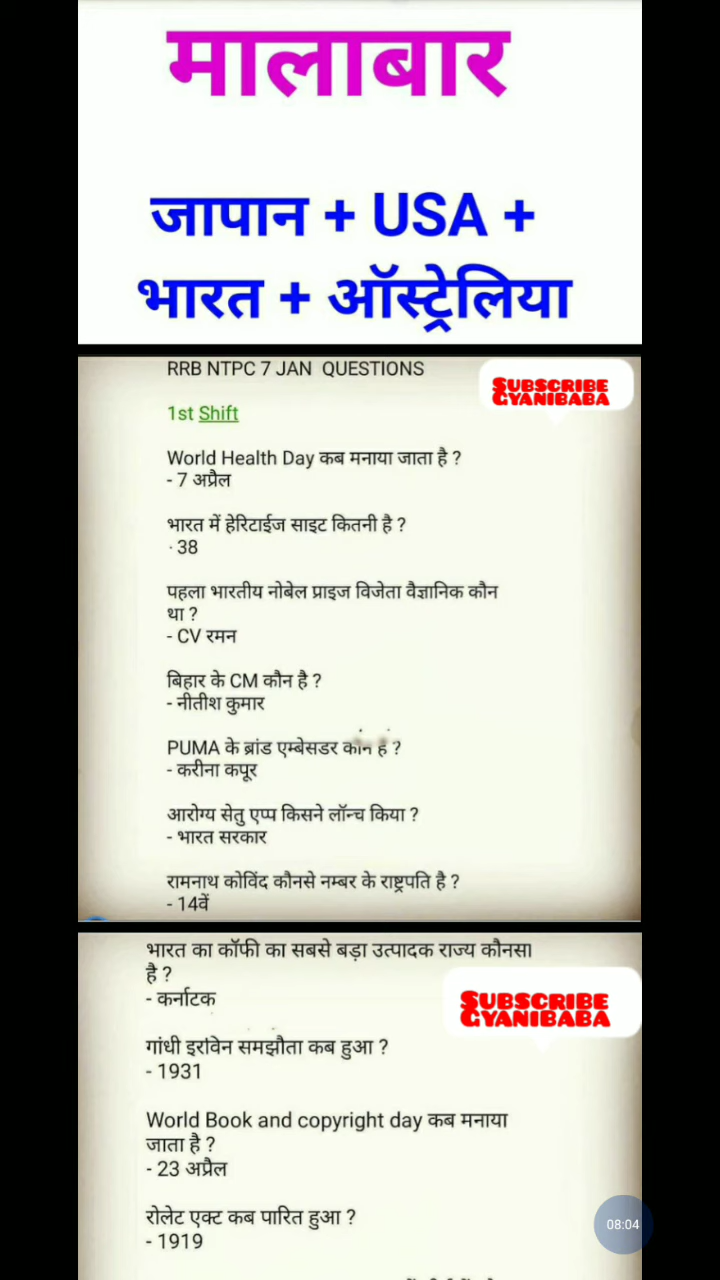 मालाबार
जापान + USA +
भारत + ऑस्ट्रेलिया
RRB NTPC 7 JAN QUESTIONS
SUBSCRIBE
GYANIBABA
1st Shift
World Health Day कब मनाया जाता है ?
- 7 अप्रैल
भारत में हेरिटाईज साइट कितनी है ?
· 38
पहला भारतीय नोबेल प्राइज विजेता वैज्ञानिक कौन
था ?
- CV रमन
बिहार के CM कौन है ?
- नीतीश कुमार
PUMA के ब्रांड एम्बेसडर कौन है ?
- करीना कपूर
आरोग्य सेतु एप्प किसने लॉन्च किया ?
- भारत सरकार
रामनाथ कोविंद कौनसे नम्बर के राष्ट्रपति है ?
- 14वें
भारत का कॉफी का सबसे बड़ा उत्पादक राज्य कौनसा
है ?
- कर्नाटक
SUBSCRIBE
GYANIBABA
गांधी इरविन समझौता कब हुआ ?
- 1931
World Book and copyright day कब मनाया
जाता है ?
- 23 अप्रैल
रोलेट एक्ट कब पारित हुआ ?
- 1919
08:04